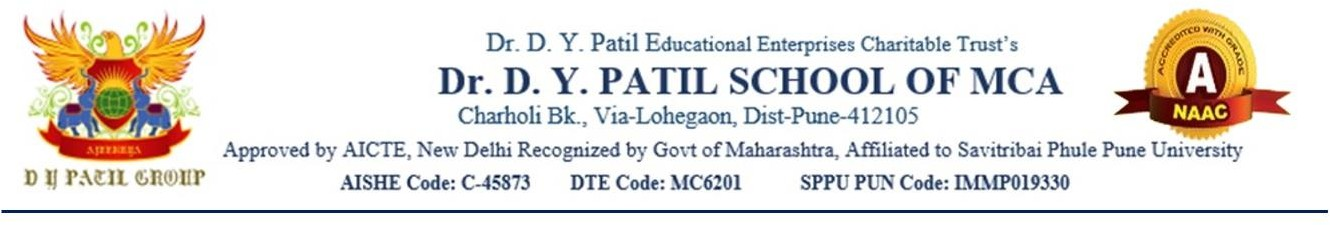 Dr. D. Y. Patil Educational Enterprises Charitable Trust's
Dr. D. Y. PATIL SCHOOL OF MCA
Charholi Bk., Via-Lohegaon, Dist-Pune-412105
Approved by AICTE, New Delhi Recognized by Govt of Maharashtra, Affiliated to Savitribai Phule Pune University
AISHE Code: C-45873 DTE Code: MC6201 SPPU PUN Code: IMMP019330
AJEENKYA
D Y PATIL GROUP
ACCREDITED WITH GRADE
A
NAAC